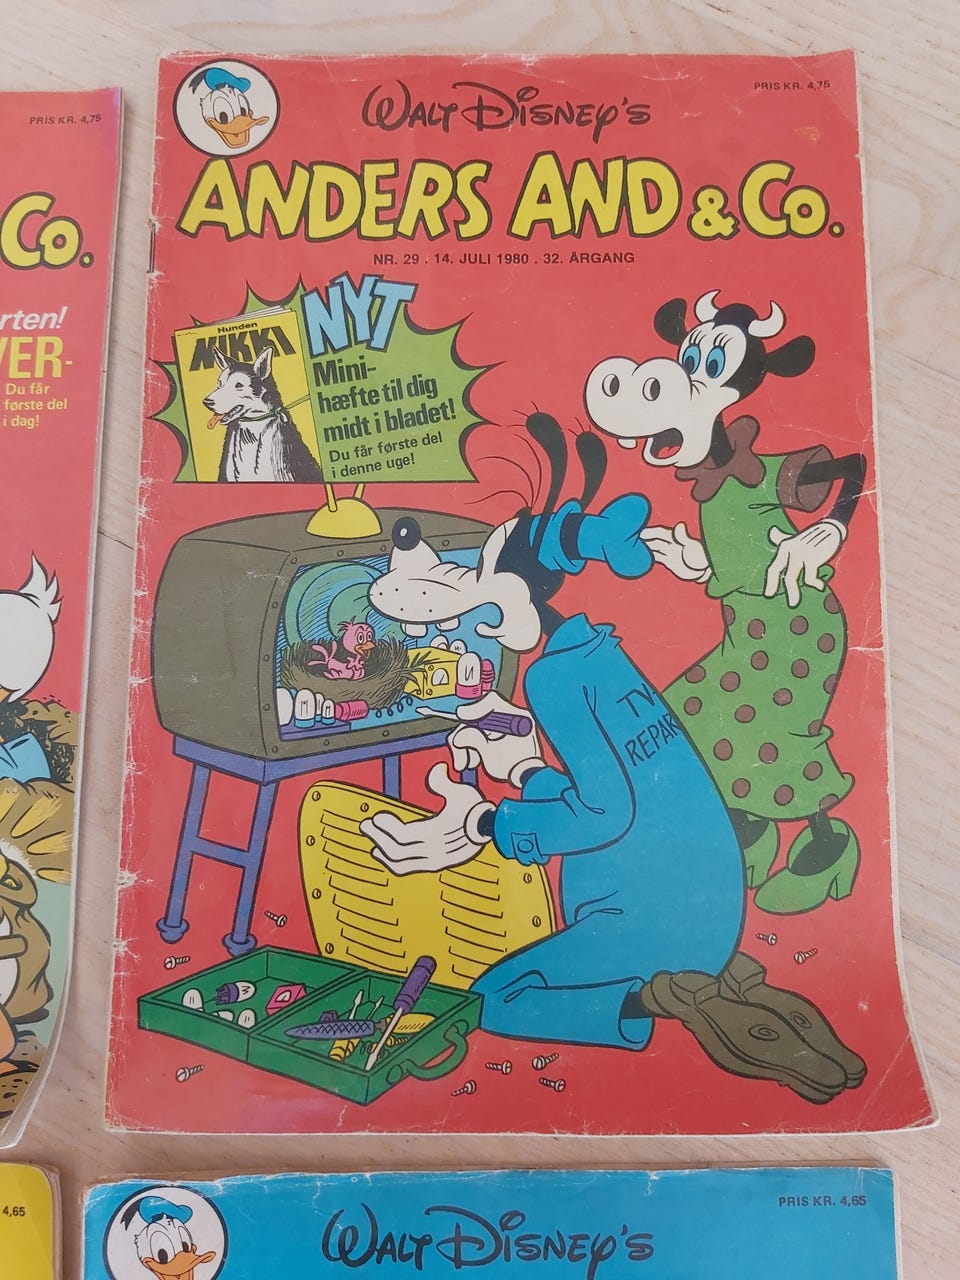 PRIS KR. 4,75
Co.
rten!
VER-
Du får
første del
i dag!
WALT DISNEY'S
PRIS KR. 4,75
ANDERS AND & Co.
NR. 29 . 14. JULI 1980 . 32. ÅRGANG
NYT
Hunden
NIKKI
Mini-
hæfte til dig
midt i bladet!
Du får første del
i denne uge!
TV
REPAR
4,65
WALT DISNEY'S
PRIS KR. 4,65